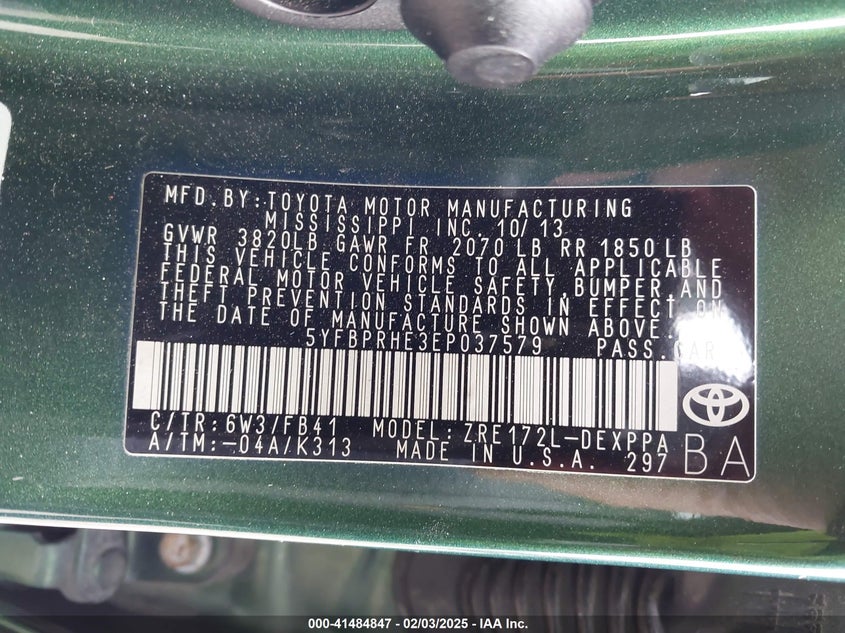 MFD. BY: TOYOTA MOTOR MANUFACTURING
MISSISSIPPI INC. 10/13
GVWR 3820LB GAWR FR 2070 LB RR 1850 LB
THIS VEHICLE CONFORMS TO ALL APPLICABLE
FEDERAL MOTOR VEHICLE SAFETY, BUMPER, AND
THEFT PREVENTION STANDARDS IN EFFECT ON
THE DATE OF MANUFACTURE SHOWN ABOVE.
5YFBPRHE3EP037579 PASS. CAR
C/TR: 6W3/FB41 MODEL: ZRE172L-DEXPPA
A/TM: -04A/K313 MADE IN U.S.A. 297
BA
000-41484847 — 02/03/2025 — IAA Inc.